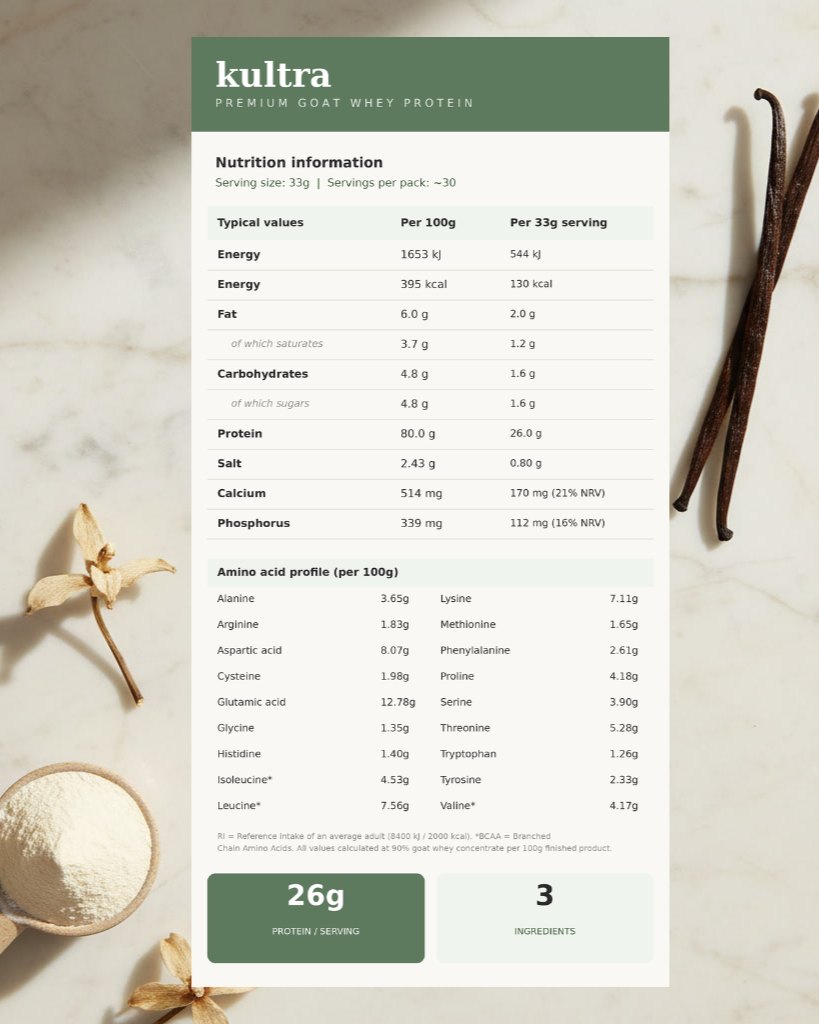 kultra
PREMIUM GOAT WHEY PROTEIN
Nutrition information
Serving size: 33g | Servings per pack: ~30
Typical values Per 100g Per 33g serving
Energy 1653 kJ 544 kJ
Energy 395 kcal 130 kcal
Fat 6.0 g 2.0 g
of which saturates 3.7 g 1.2 g
Carbohydrates 4.8 g 1.6 g
of which sugars 4.8 g 1.6 g
Protein 80.0 g 26.0 g
Salt 2.43 g 0.80 g
Calcium 514 mg 170 mg (21% NRV)
Phosphorus 339 mg 112 mg (16% NRV)
Amino acid profile (per 100g)
Alanine 3.65g Lysine 7.11g
Arginine 1.83g Methionine 1.65g
Aspartic acid 8.07g Phenylalanine 2.61g
Cysteine 1.98g Proline 4.18g
Glutamic acid 12.78g Serine 3.90g
Glycine 1.35g Threonine 5.28g
Histidine 1.40g Tryptophan 1.26g
Isoleucine* 4.53g Tyrosine 2.33g
Leucine* 7.56g Valine* 4.17g
RI = Reference Intake of an average adult (8400 kJ / 2000 kcal). *BCAA = Branched
Chain Amino Acids. All values calculated at 90% goat whey concentrate per 100g finished product.
26g 3
PROTEIN / SERVING INGREDIENTS